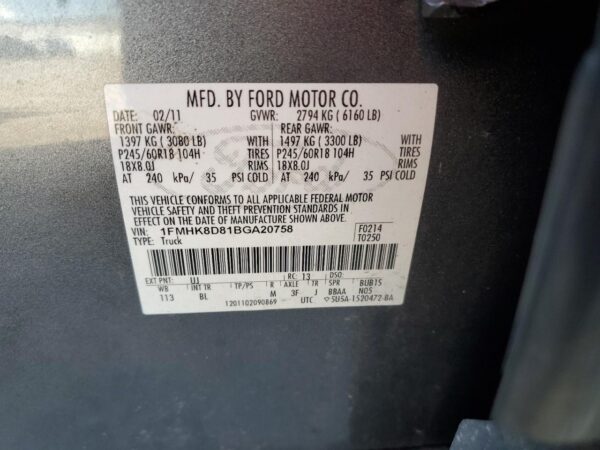 MFD. BY FORD MOTOR CO.
DATE: 02/11 GVWR: 2794 KG ( 6160 LB)
FRONT GAWR: REAR GAWR:
1397 KG ( 3080 LB) WITH 1497 KG ( 3300 LB) WITH
P245/60R18 104H TIRES P245/60R18 104H TIRES
18X8.0J RIMS 18X8.0J RIMS
AT 240 kPa/ 35 PSI COLD AT 240 kPa/ 35 PSI COLD
THIS VEHICLE CONFORMS TO ALL APPLICABLE FEDERAL MOTOR
VEHICLE SAFETY AND THEFT PREVENTION STANDARDS IN
EFFECT ON THE DATE OF MANUFACTURE SHOWN ABOVE.
VIN: 1FMHK8D81BGA20758 F0214
TYPE: Truck T0250
UJ RC: 13 DSO:
WB INT TR TP/PS R AXLE TR SPR BUB15
113 BL M 3F J BBAA N05
1201102090869 UTC 5U5A-1520472-BA